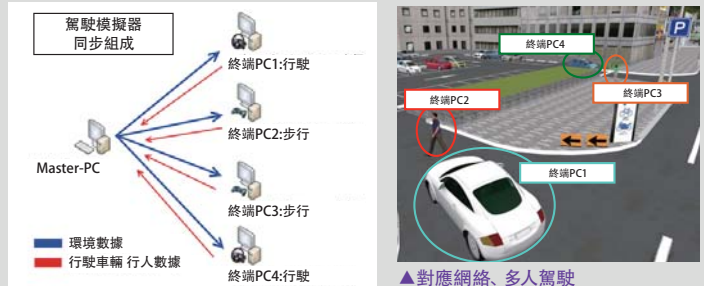 駕駛模擬器
同步組成
終端PC1:行駛
終端PC2:步行
Master-PC
終端PC3:步行
終端PC4:行駛
環境數據
行駛車輛 行人數據
終端PC4
終端PC3
終端PC2
終端PC1
P
▲對應網絡、多人駕駛